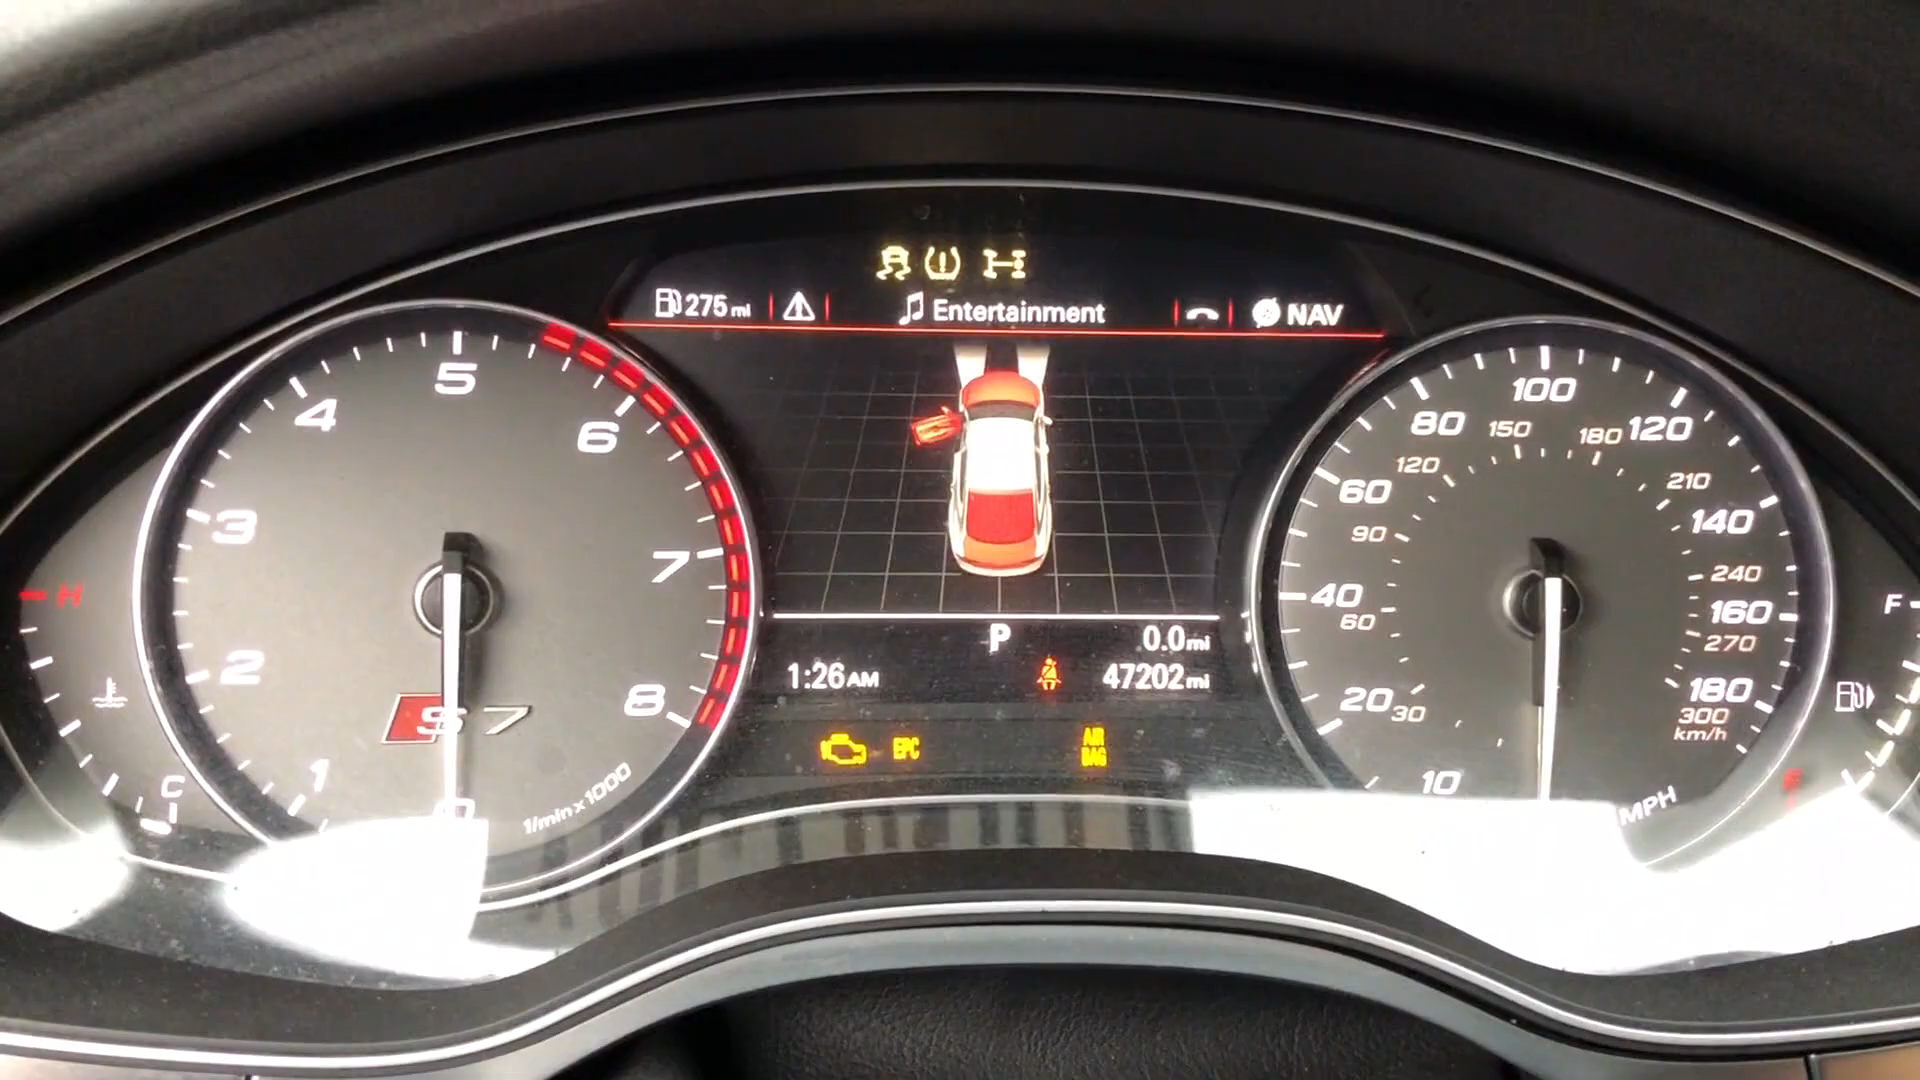 275 mi
Entertainment
NAV
P
0.0 mi
1:26 AM
47202 mi
EPC
AIR
BAG
H
C
0
1
2
3
4
5
6
7
8
1/min x 1000
S7
10
20
40
60
80
100
120
140
160
180
MPH
30
60
90
120
150
180
210
240
270
300
km/h
F